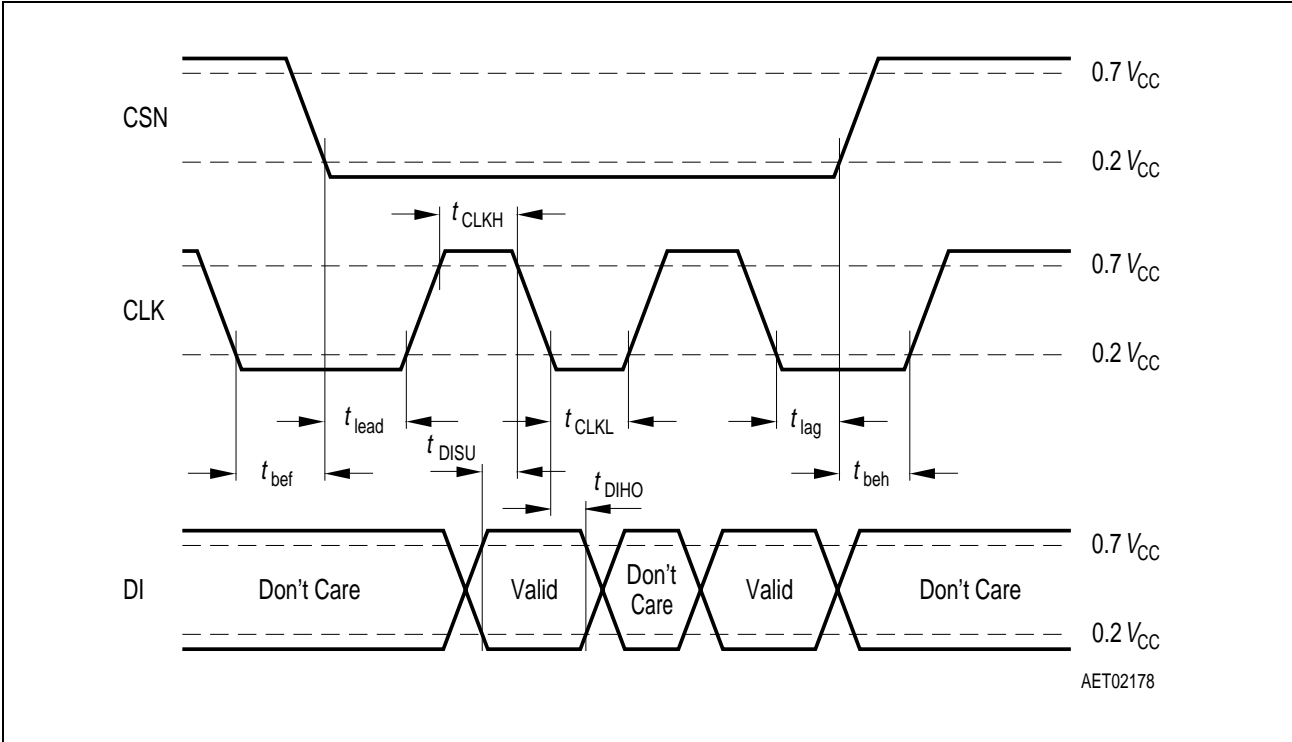 0.7 VCC
CSN
0.2 VCC
tCLKH
0.7 VCC
CLK
0.2 VCC
tlead
tCLKL
tlag
tDISU
tbef
tDIHO
tbeh
0.7 VCC
DI
Don't Care
Valid
Don't
Care
Valid
Don't Care
0.2 VCC
AET02178